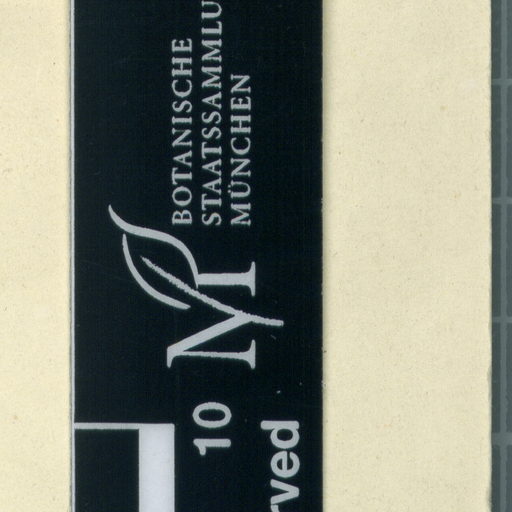 BOTANISCHE
STAATSSAMMLU
MÜNCHEN
M
10
rved